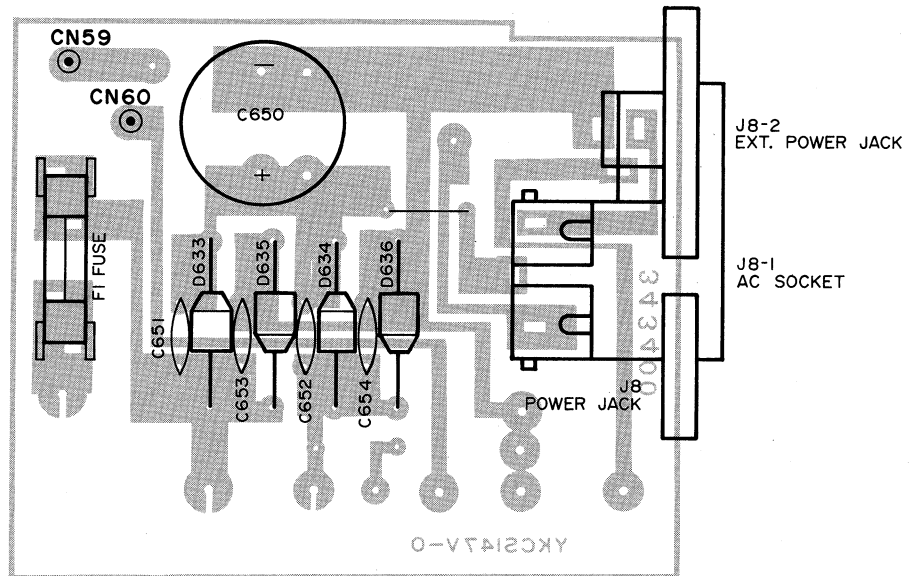 CN59
CN60
−
C650
+
J8-2
EXT. POWER JACK
J8-1
AC SOCKET
F1 FUSE
D633
D635
D634
D636
C651
C653
C652
C654
J8
POWER JACK
343400
YKCS147V-0